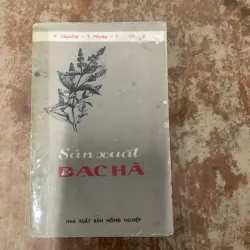 Sản xuất
BẠC HÀ
NHÀ XUẤT BẢN NÔNG NGHIỆP